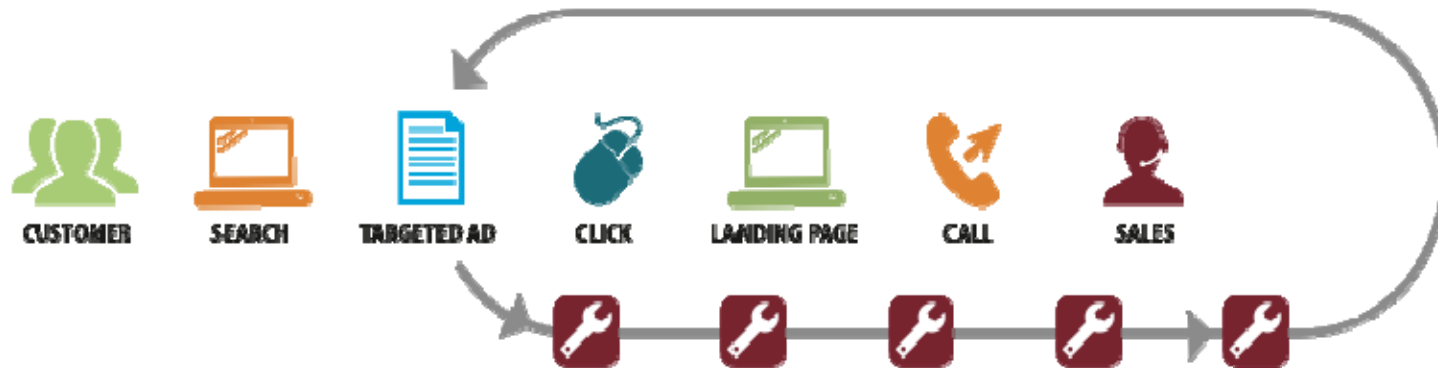 CUSTOMER
SEARCH
TARGETED AD
CLICK
LANDING PAGE
CALL
SALES